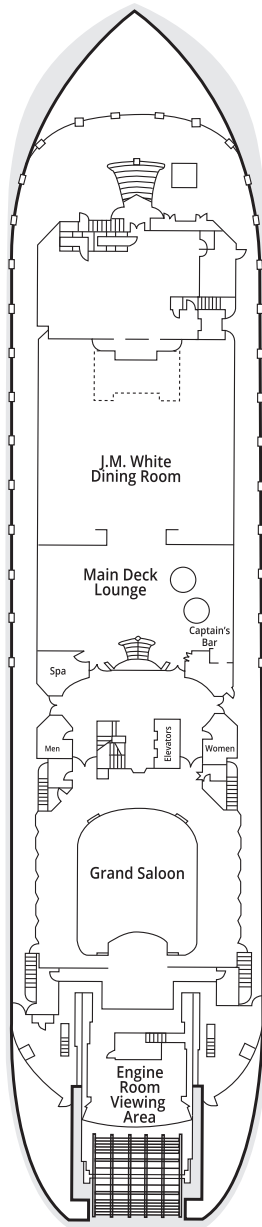 J.M. White
Dining Room
Main Deck
Lounge
Captain's
Bar
Spa
Men
Elevators
Women
Grand Saloon
Engine
Room
Viewing
Area